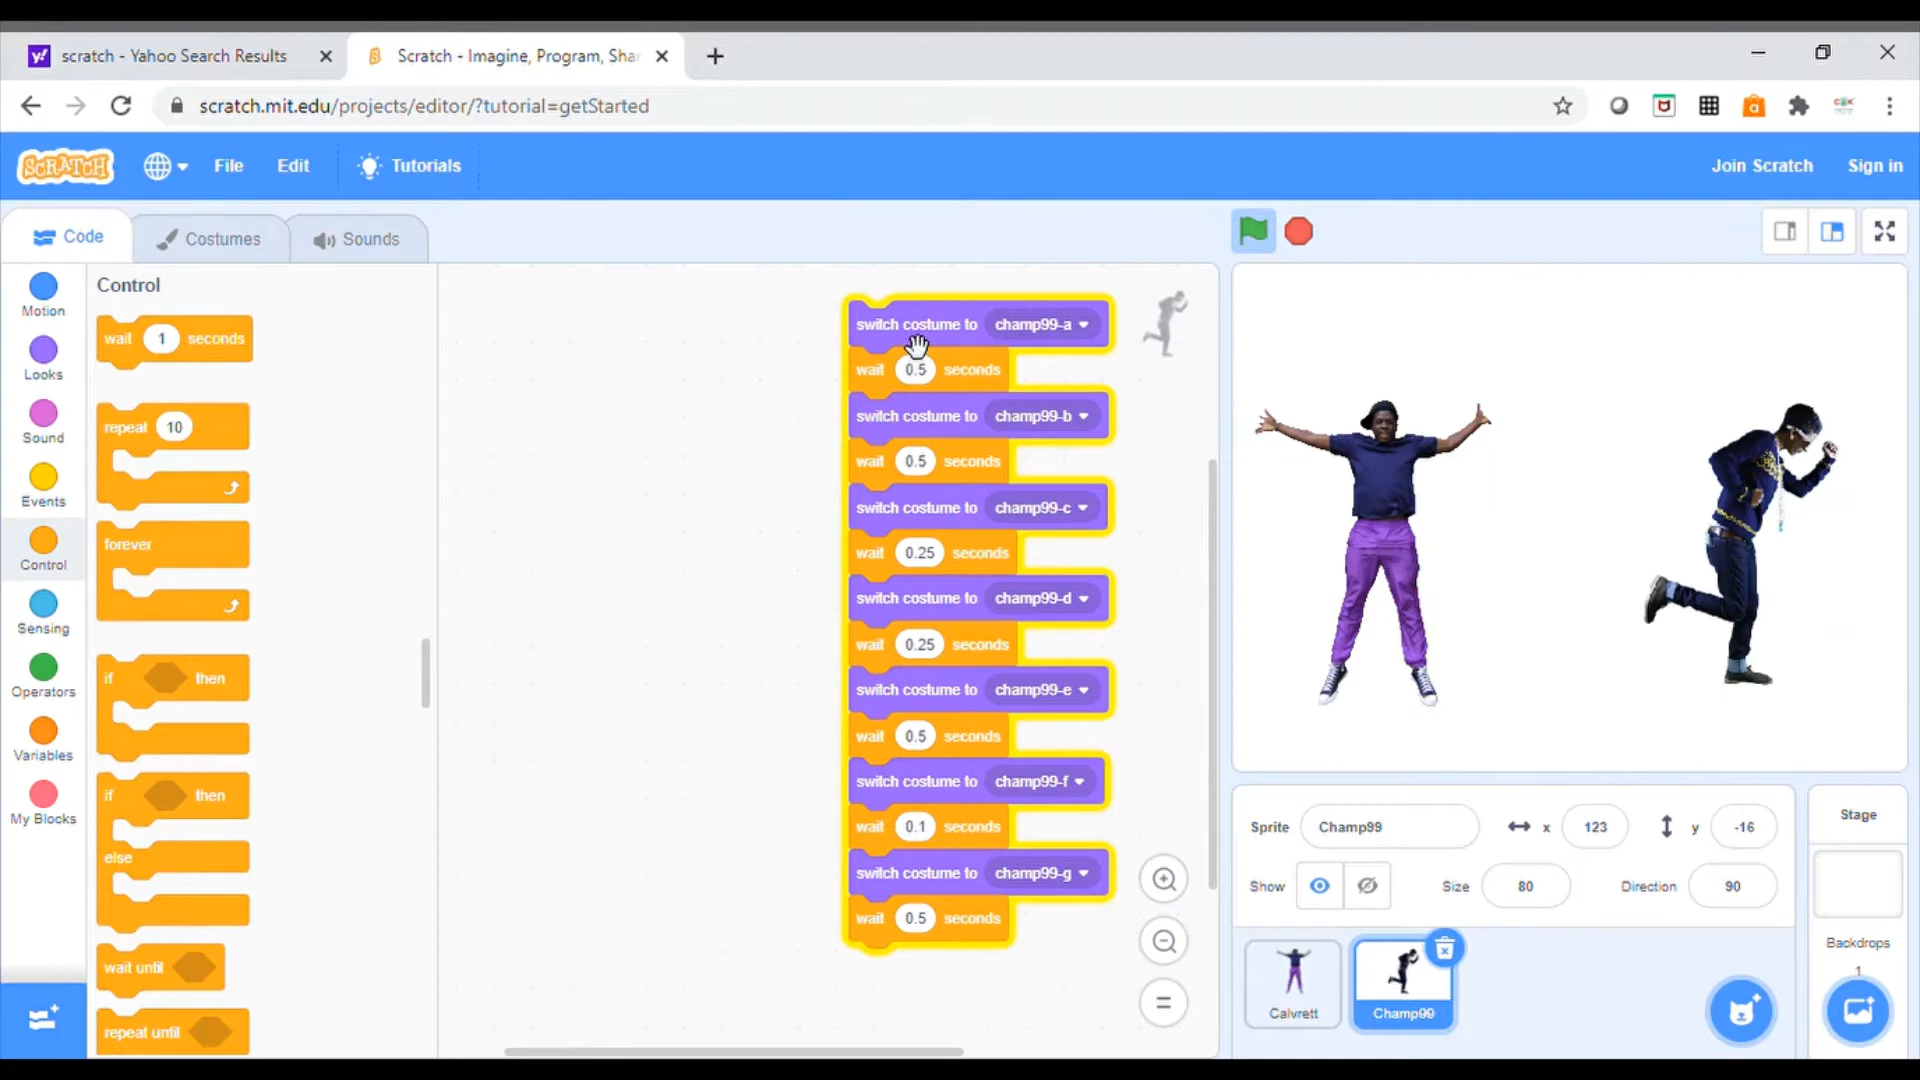 scratch - Yahoo Search Results
Scratch - Imagine, Program, Shar
scratch.mit.edu/projects/editor/?tutorial=getStarted
SCRATCH
File
Edit
Tutorials
Join Scratch
Sign in
Code
Costumes
Sounds
Motion
Looks
Sound
Events
Control
Sensing
Operators
Variables
My Blocks
Control
wait 1 seconds
repeat 10
forever
if then
if then
else
wait until
repeat until
switch costume to champ99-a
wait 0.5 seconds
switch costume to champ99-b
wait 0.5 seconds
switch costume to champ99-c
wait 0.25 seconds
switch costume to champ99-d
wait 0.25 seconds
switch costume to champ99-e
wait 0.5 seconds
switch costume to champ99-f
wait 0.1 seconds
switch costume to champ99-g
wait 0.5 seconds
Sprite Champ99 x 123 y -16
Show Size 80 Direction 90
Calvrett
Champ99
Stage
Backdrops
1